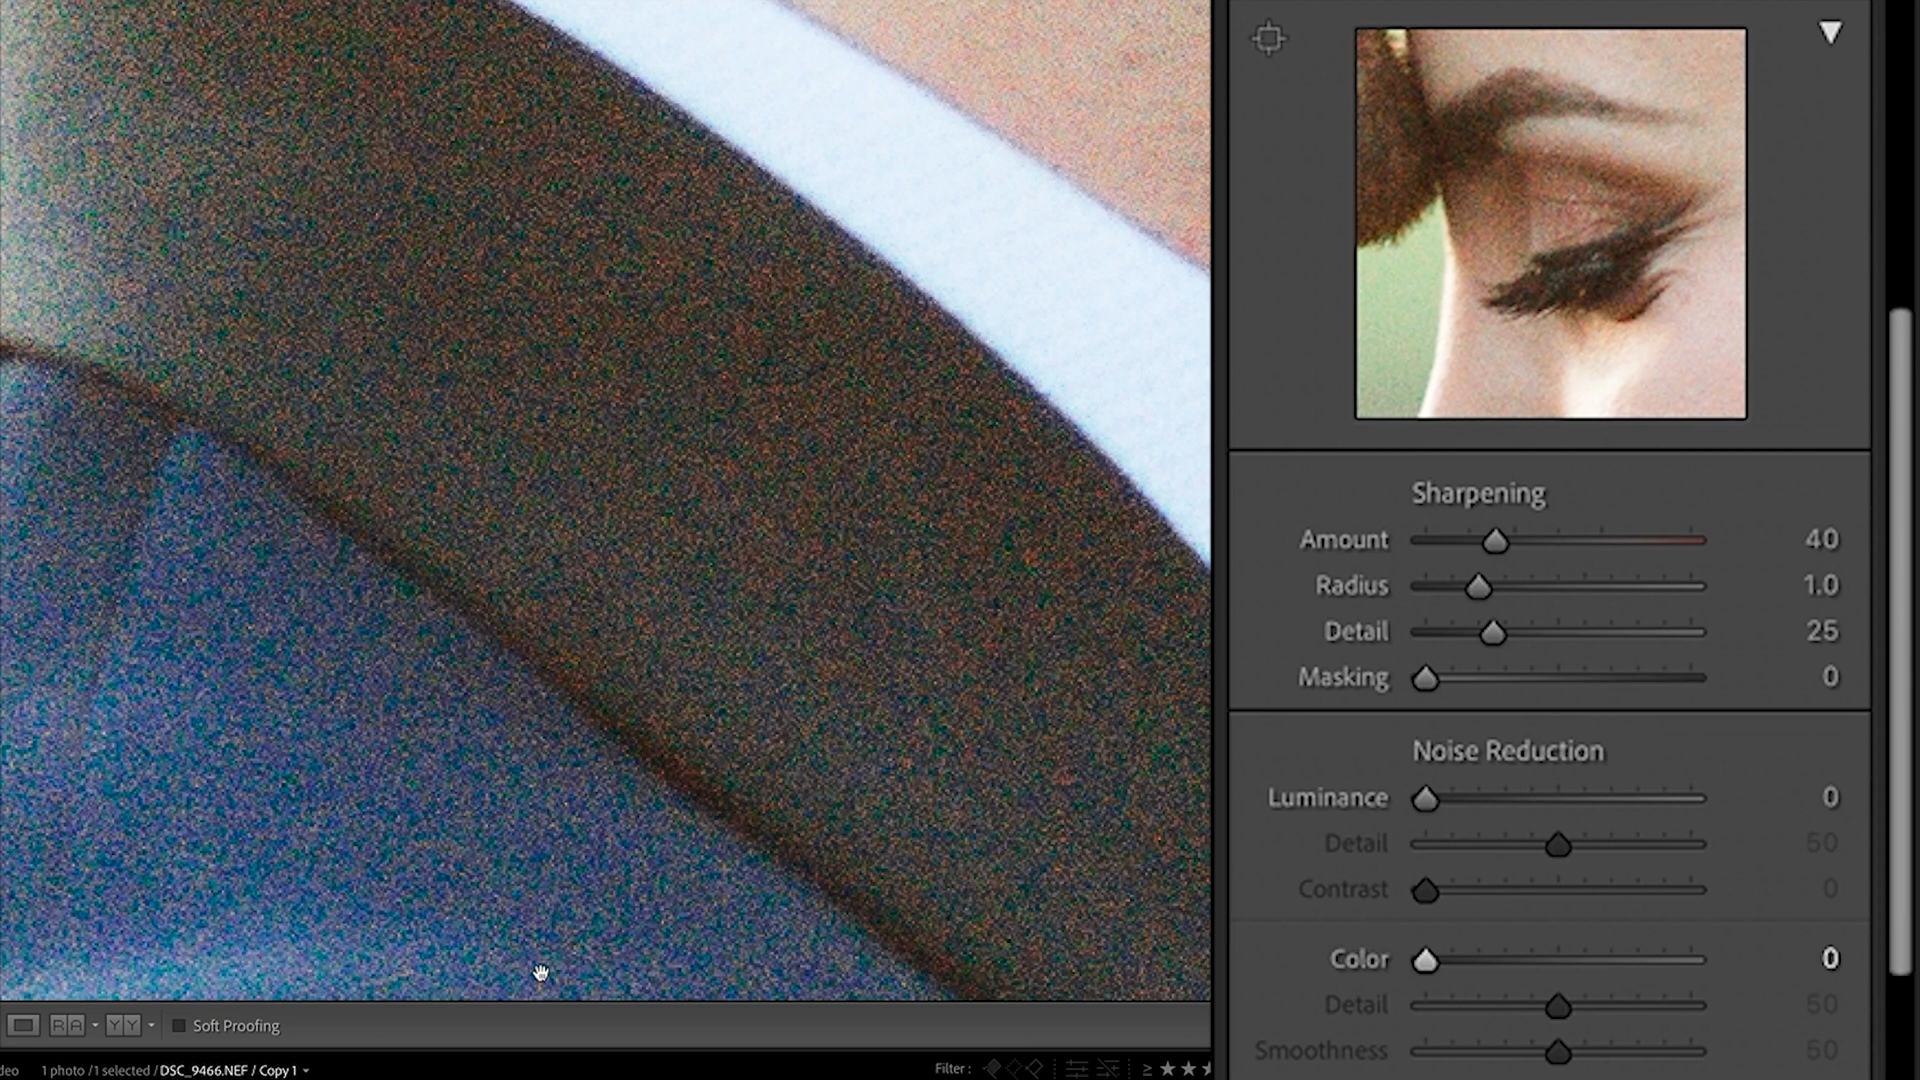 Sharpening
Amount 40
Radius 1.0
Detail 25
Masking 0
Noise Reduction
Luminance 0
Detail 50
Contrast 0
Color 0
Detail 50
Smoothness 50
R A Y Y Soft Proofing
deo 1 photo / 1 selected / DSC_9466.NEF / Copy 1 Filter : ≥ ★ ★ ★